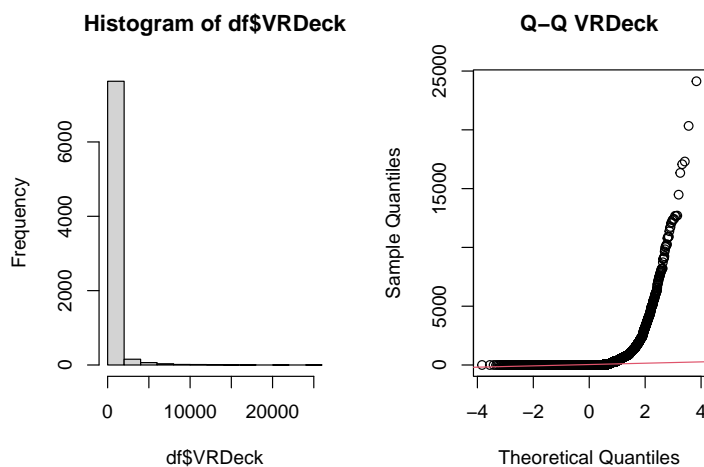 Histogram of df$VRDeck
Frequency
0
2000
4000
6000
0
10000
20000
df$VRDeck
Q−Q VRDeck
Sample Quantiles
0
5000
15000
25000
−4
−2
0
2
4
Theoretical Quantiles